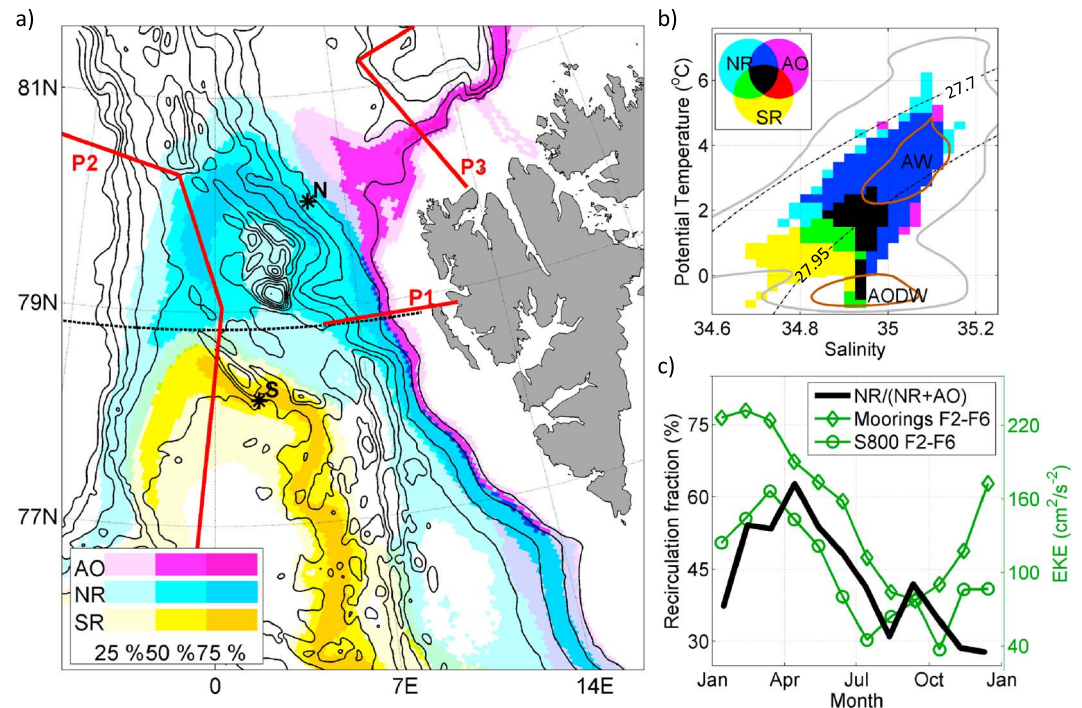 a)
81N
79N
77N
P2
P3
P1
N
S
AO
NR
SR
25 % 50 % 75 %
0
7E
14E
b)
Potential Temperature (⁰C)
6
4
2
0
NR
AO
SR
27.7
27.95
AW
AODW
34.6
34.8
35
35.2
Salinity
c)
Recirculation fraction (%)
75
60
45
30
NR/(NR+AO)
Moorings F2-F6
S800 F2-F6
220
160
100
40
EKE (cm²/s⁻²)
Jan
Apr
Jul
Oct
Jan
Month